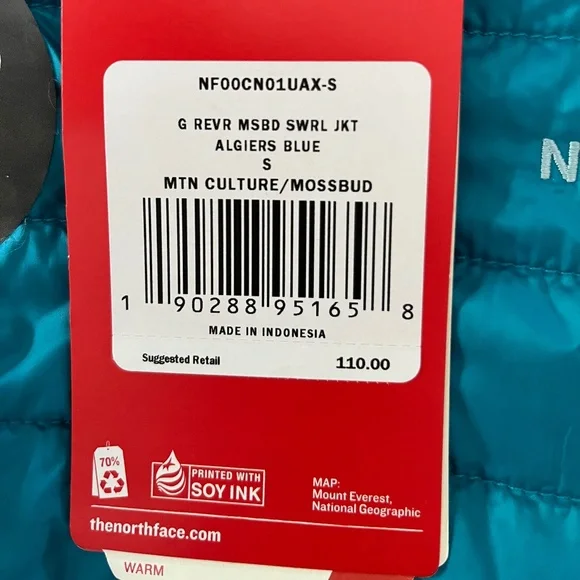 NF00CN01UAX-S
G REVR MSBD SWRL JKT
ALGIERS BLUE
S
MTN CULTURE/MOSSBUD
1 90288 95165 8
MADE IN INDONESIA
Suggested Retail 110.00
N
70%
PRINTED WITH
SOY INK
MAP:
Mount Everest,
National Geographic
thenorthface.com
WARM